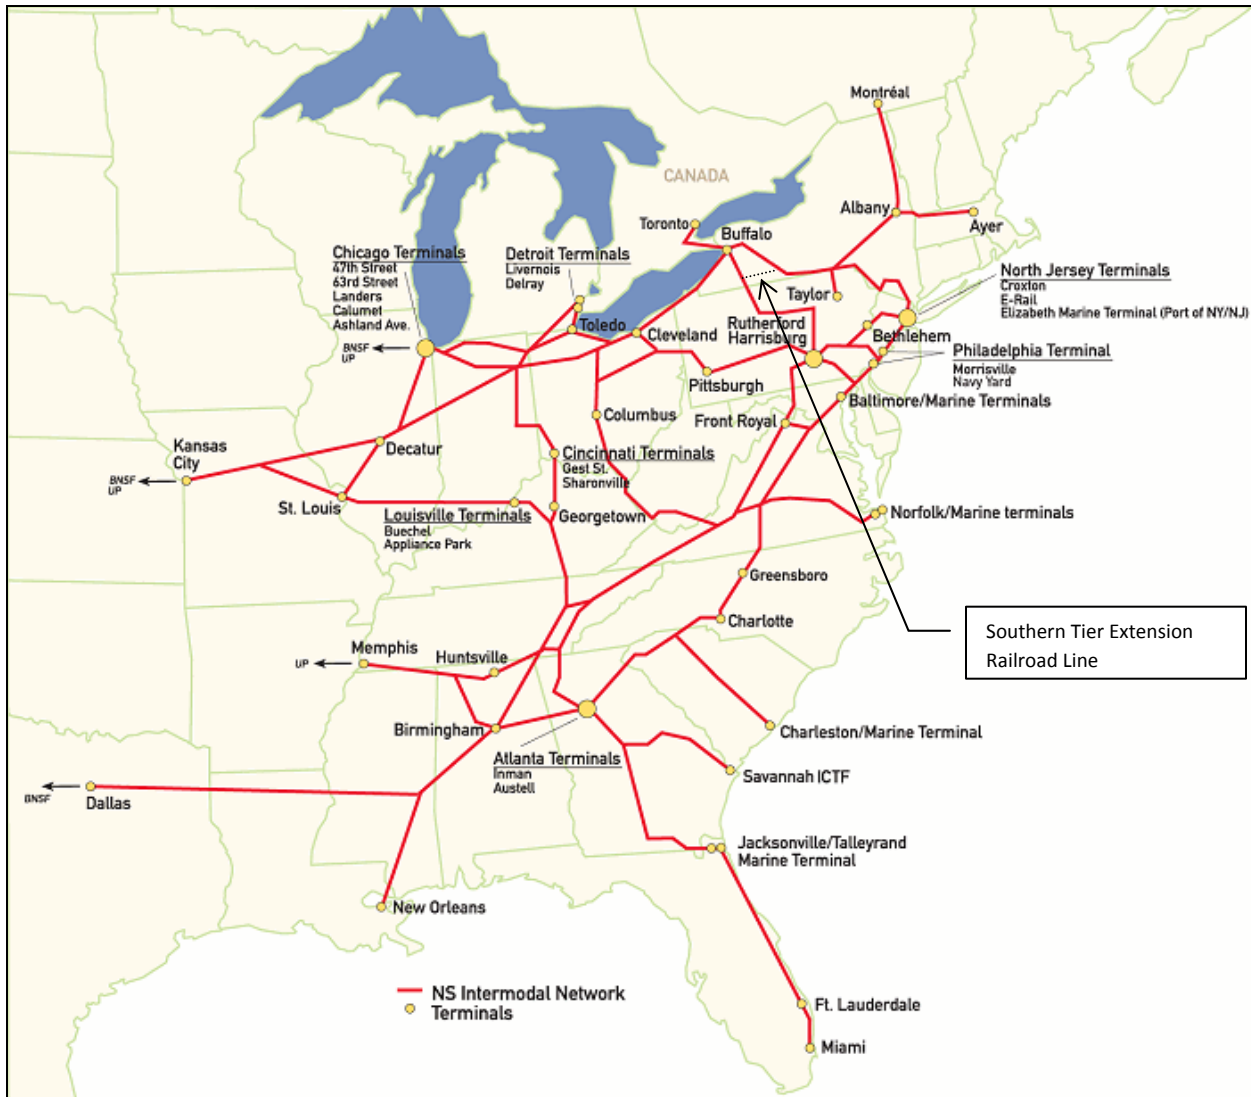 Montréal
CANADA
Toronto
Buffalo
Albany
Ayer
Chicago Terminals
47th Street
63rd Street
Landers
Calumet
Ashland Ave.
Detroit Terminals
Livernois
Delray
North Jersey Terminals
Croxton
E-Rail
Elizabeth Marine Terminal (Port of NY/NJ)
Taylor
Toledo
Cleveland
Rutherford
Harrisburg
Bethlehem
BNSF
UP
Philadelphia Terminal
Morrisville
Navy Yard
Pittsburgh
Baltimore/Marine Terminals
Columbus
Front Royal
Kansas
City
Decatur
Cincinnati Terminals
Gest St.
Sharonville
BNSF
UP
St. Louis
Louisville Terminals
Buechel
Appliance Park
Georgetown
Norfolk/Marine terminals
Greensboro
Charlotte
Southern Tier Extension
Railroad Line
Memphis
UP
Huntsville
Birmingham
Charleston/Marine Terminal
Atlanta Terminals
Inman
Austell
Savannah ICTF
BNSF
Dallas
Jacksonville/Talleyrand
Marine Terminal
New Orleans
NS Intermodal Network
Terminals
Ft. Lauderdale
Miami